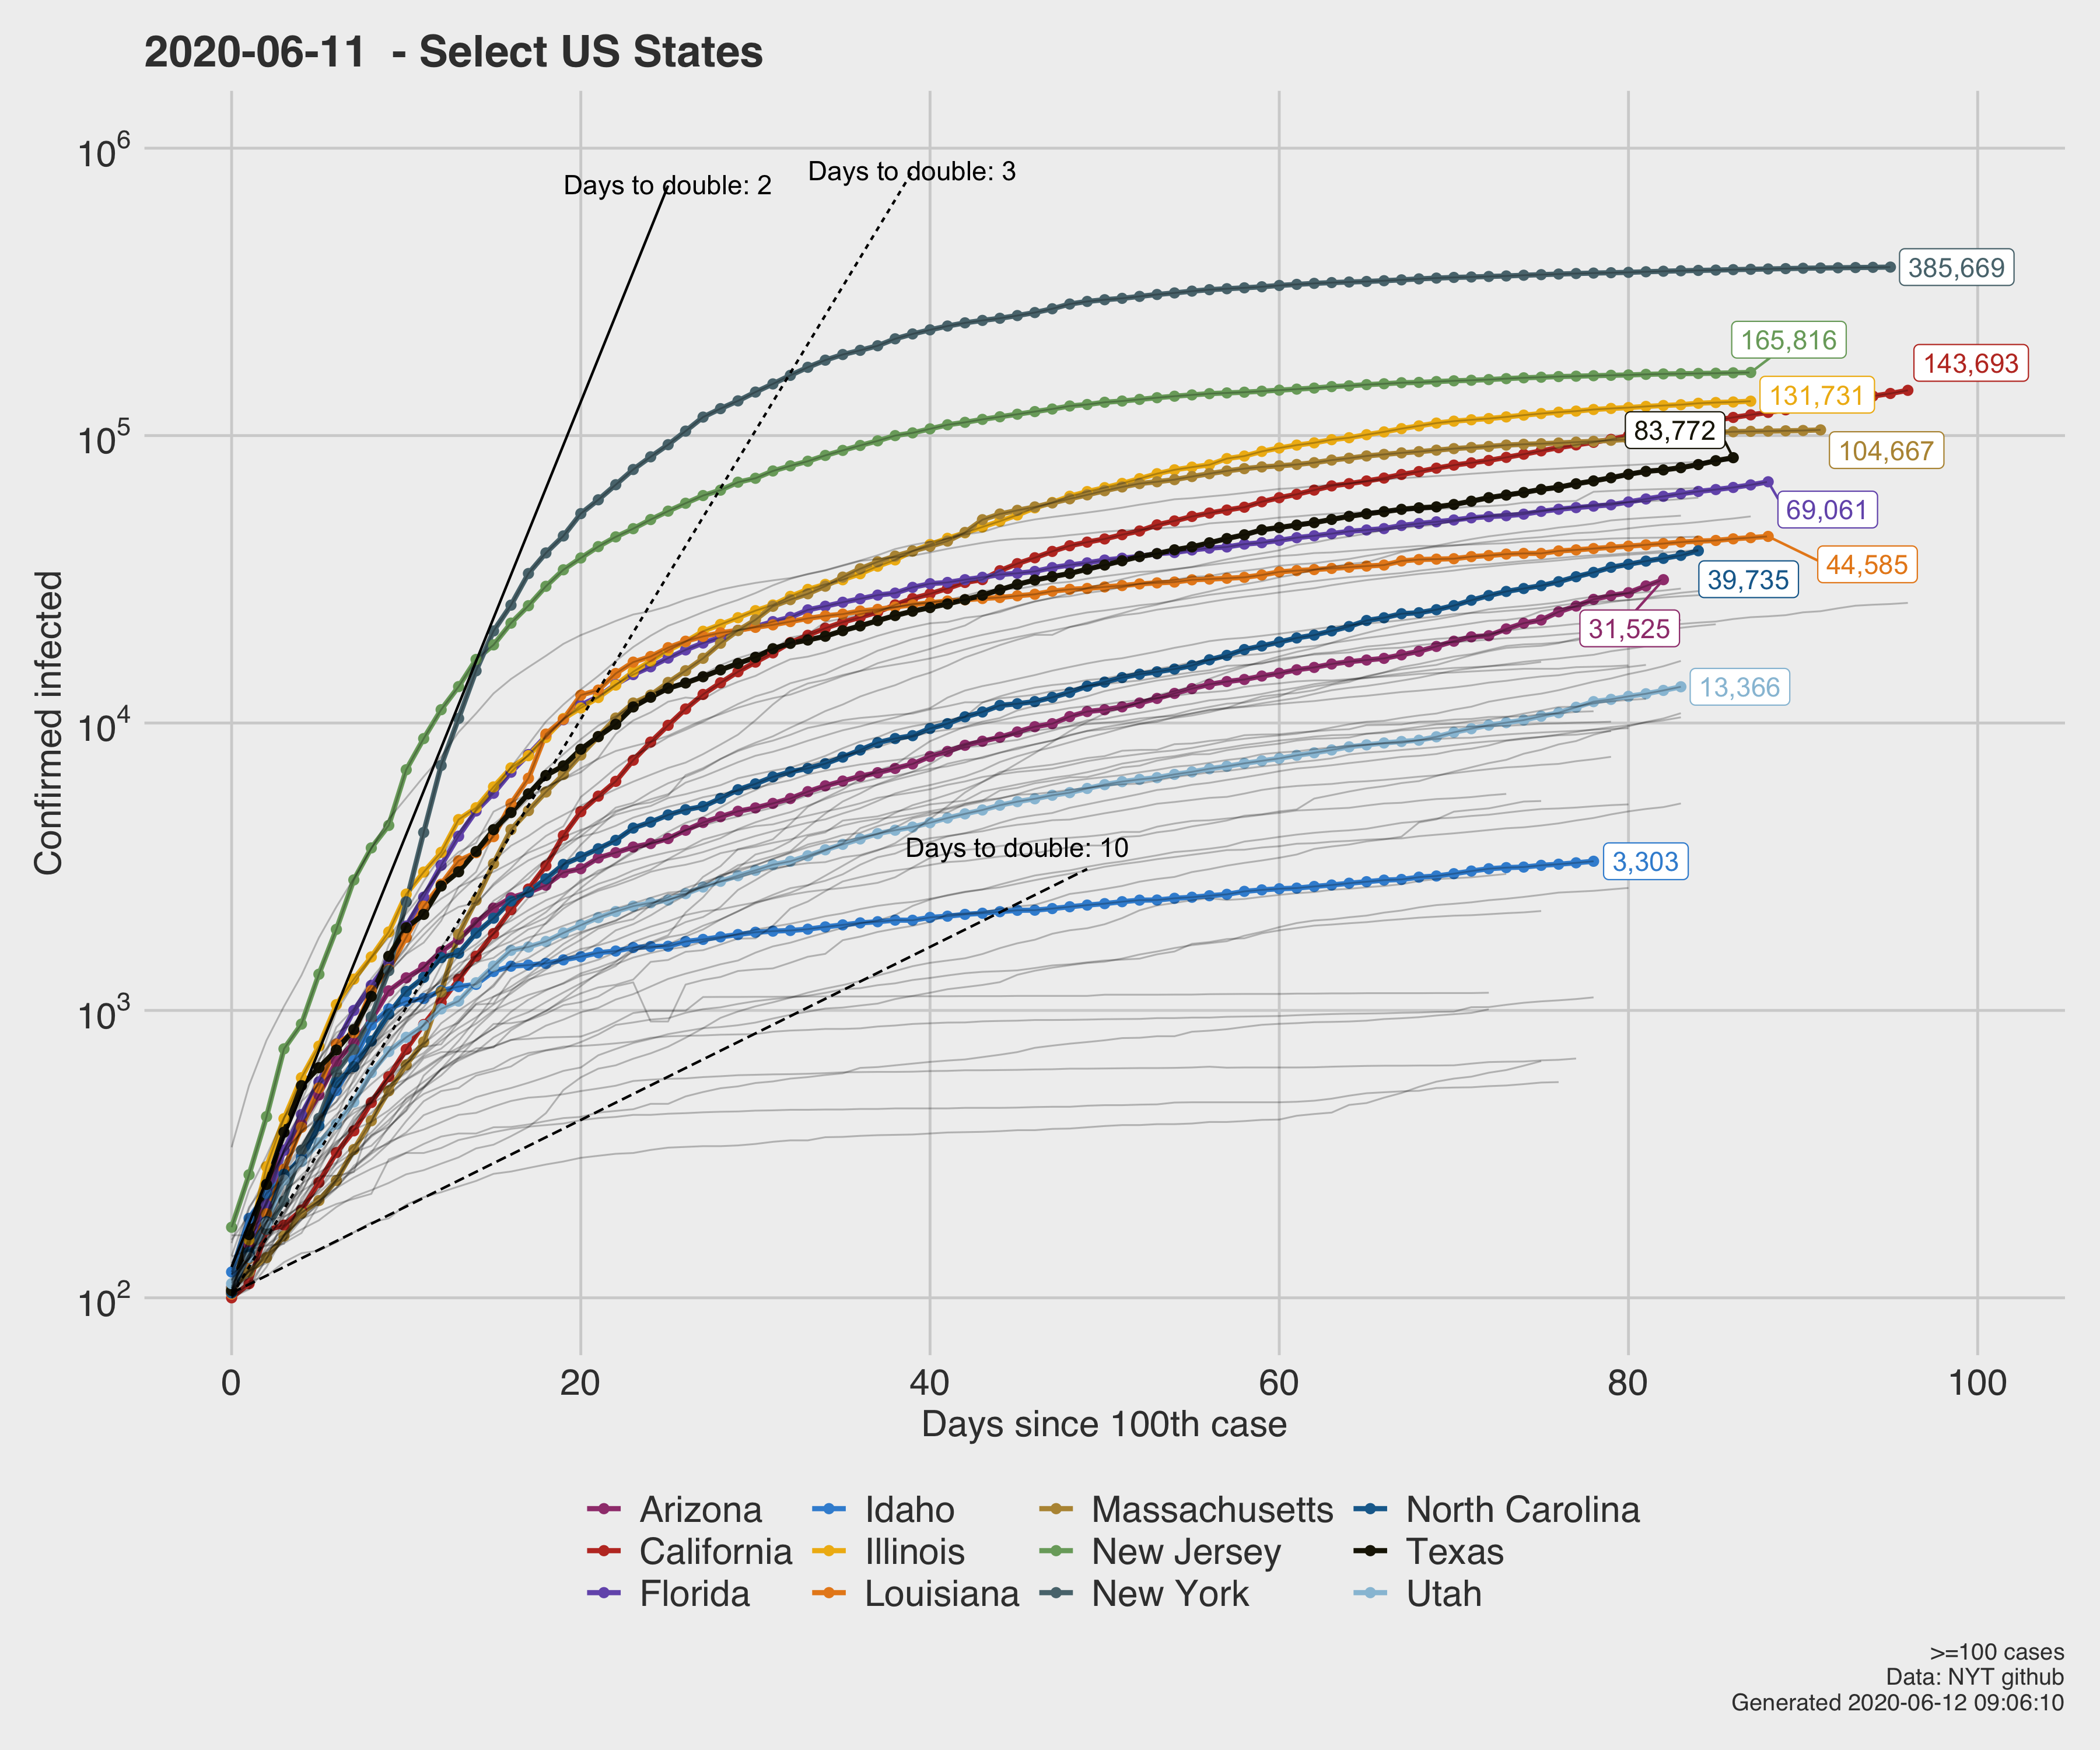 2020-06-11  - Select US States
Confirmed infected
10^6
10^5
10^4
10^3
10^2
Days to double: 2
Days to double: 3
Days to double: 10
385,669
165,816
143,693
131,731
83,772
104,667
69,061
44,585
39,735
31,525
13,366
3,303
0 20 40 60 80 100
Days since 100th case
Arizona Idaho Massachusetts North Carolina
California Illinois New Jersey Texas
Florida Louisiana New York Utah
>=100 cases
Data: NYT github
Generated 2020-06-12 09:06:10